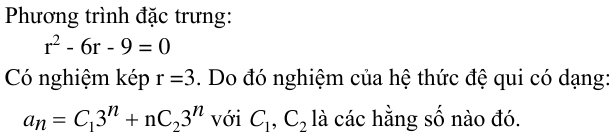 Phương trình đặc trưng:
r² - 6r - 9 = 0
Có nghiệm kép r =3. Do đó nghiệm của hệ thức đệ qui có dạng:
aₙ = C₁3ⁿ + nC₂3ⁿ với C₁, C₂ là các hằng số nào đó.